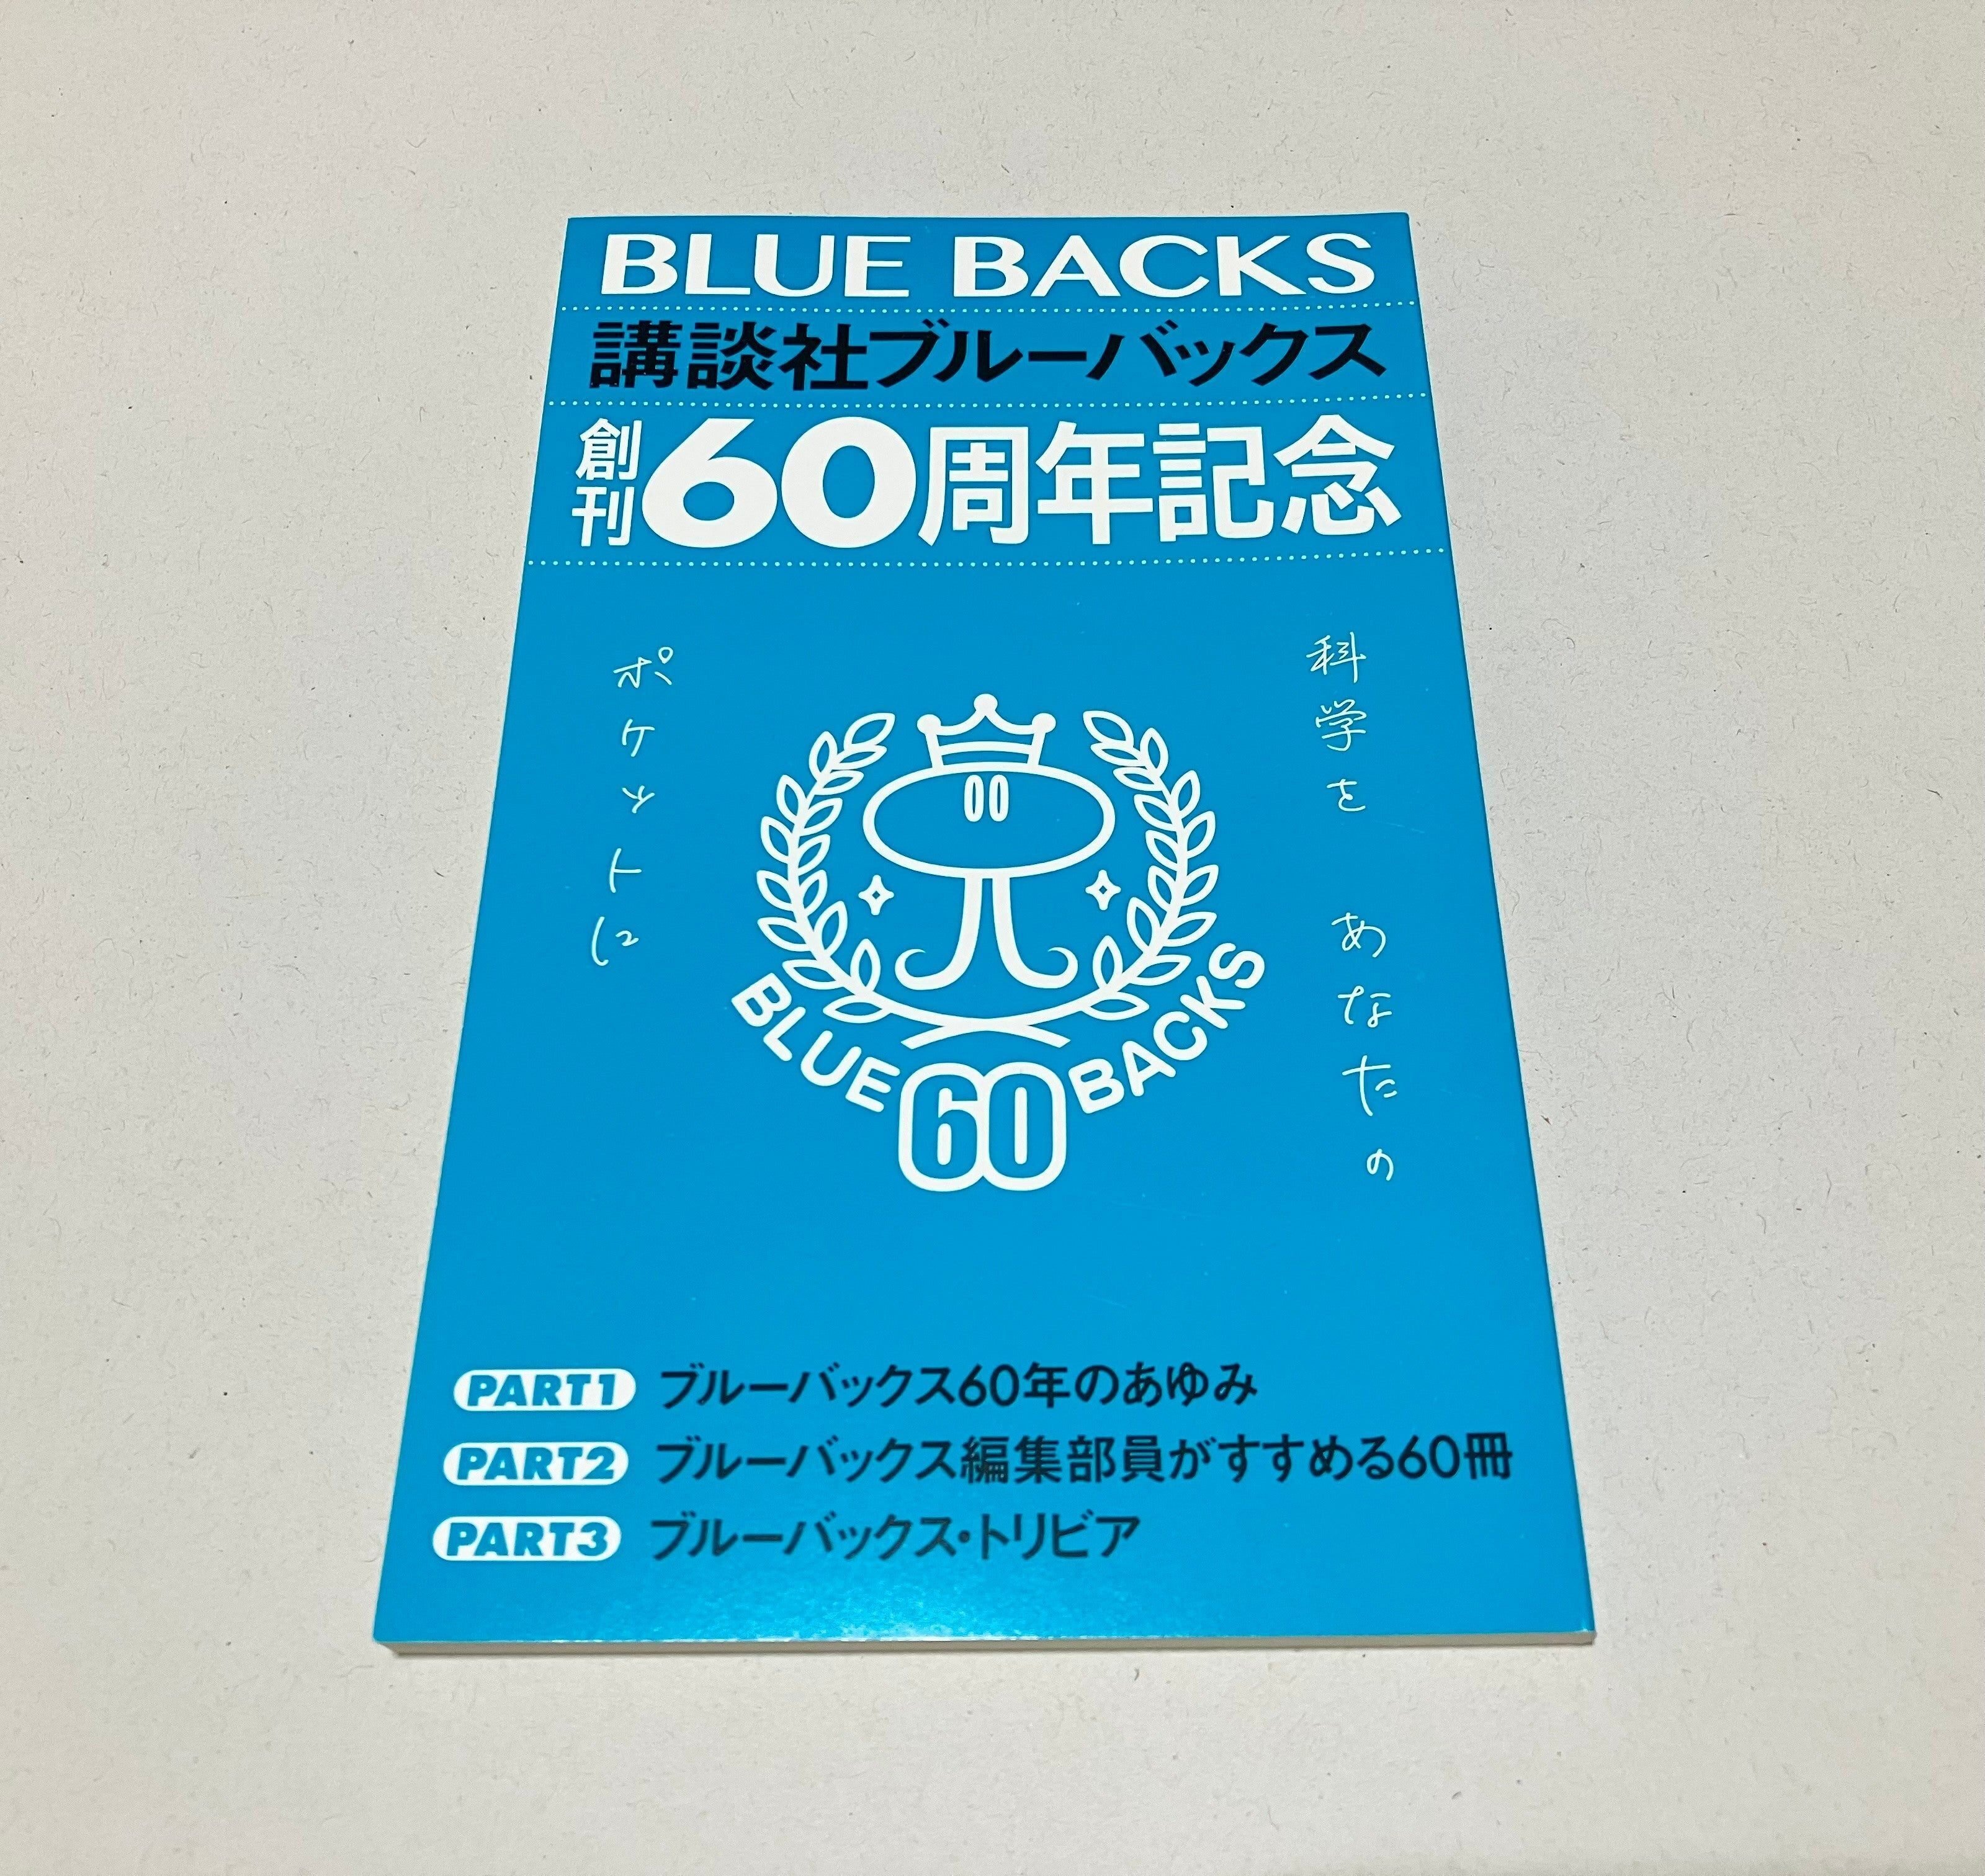 BLUE BACKS
講談社ブルーバックス
創刊60周年記念
科学を あなたの
ポケットに
BLUE BACKS
60
PART1 ブルーバックス60年のあゆみ
PART2 ブルーバックス編集部員がすすめる60冊
PART3 ブルーバックス・トリビア